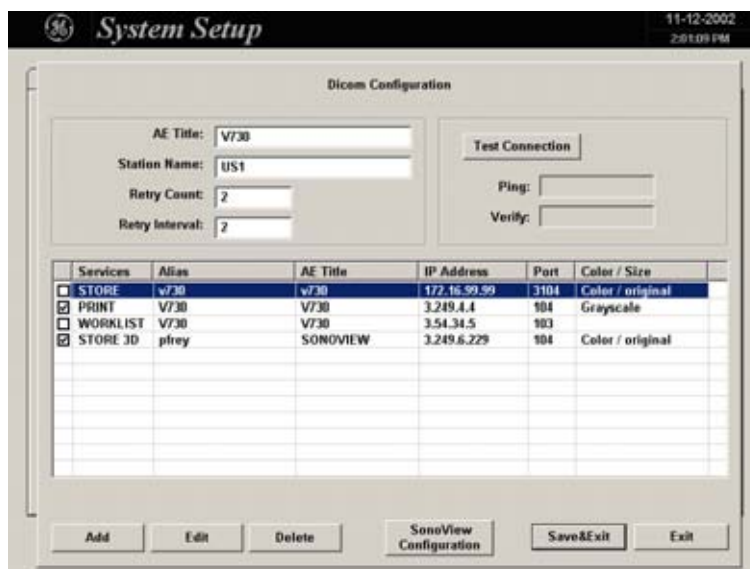 System Setup
11-12-2002
2:01:09 PM
Dicom Configuration
AE Title: V730
Station Name: US1
Retry Count: 2
Retry Interval: 2
Test Connection
Ping:
Verify:
Services Alias AE Title IP Address Port Color / Size
STORE v730 v730 172.16.99.99 3104 Color / original
PRINT V730 V730 3.249.4.4 104 Grayscale
WORKLIST V730 V730 3.54.34.5 103
STORE 3D pfrey SONOVIEW 3.249.6.229 104 Color / original
Add Edit Delete SonoView Configuration Save&Exit Exit